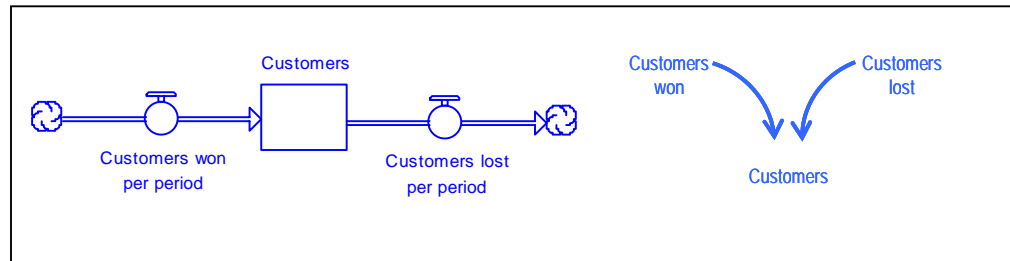 Customers
Customers won
per period
Customers lost
per period
Customers
won
Customers
lost
Customers